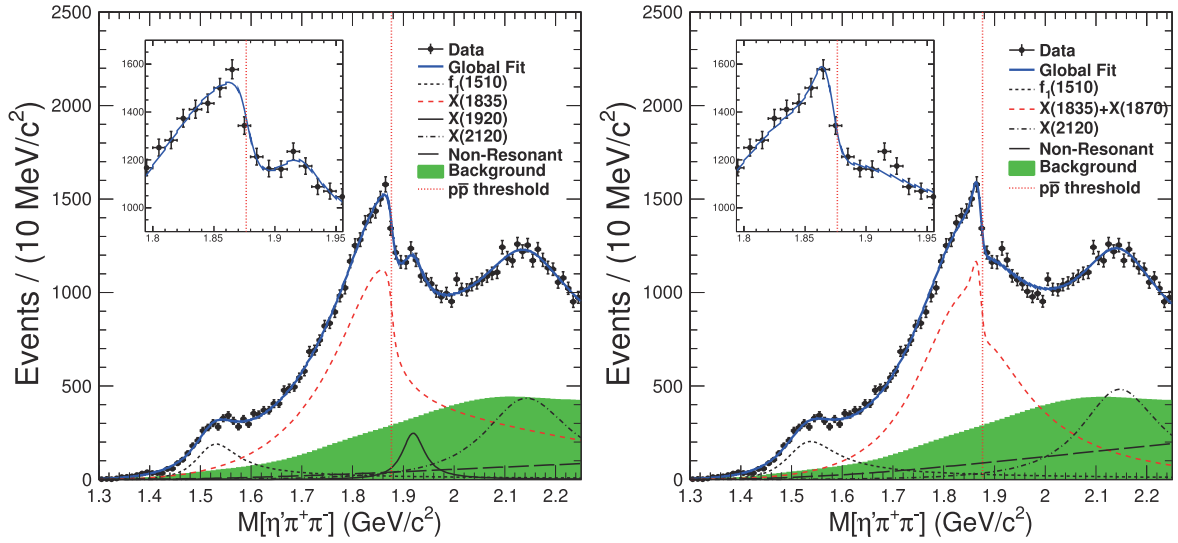 Events / (10 MeV/c²)
2500
2000
1500
1000
500
0
1600
1400
1200
1000
1.8 1.85 1.9 1.95
Data
Global Fit
f₁(1510)
X(1835)
X(1920)
X(2120)
Non-Resonant
Background
pp̅ threshold
1.3 1.4 1.5 1.6 1.7 1.8 1.9 2 2.1 2.2
M[η'π⁺π⁻] (GeV/c²)
Events / (10 MeV/c²)
2500
2000
1500
1000
500
0
1600
1400
1200
1000
1.8 1.85 1.9 1.95
Data
Global Fit
f₁(1510)
X(1835)+X(1870)
X(2120)
Non-Resonant
Background
pp̅ threshold
1.3 1.4 1.5 1.6 1.7 1.8 1.9 2 2.1 2.2
M[η'π⁺π⁻] (GeV/c²)